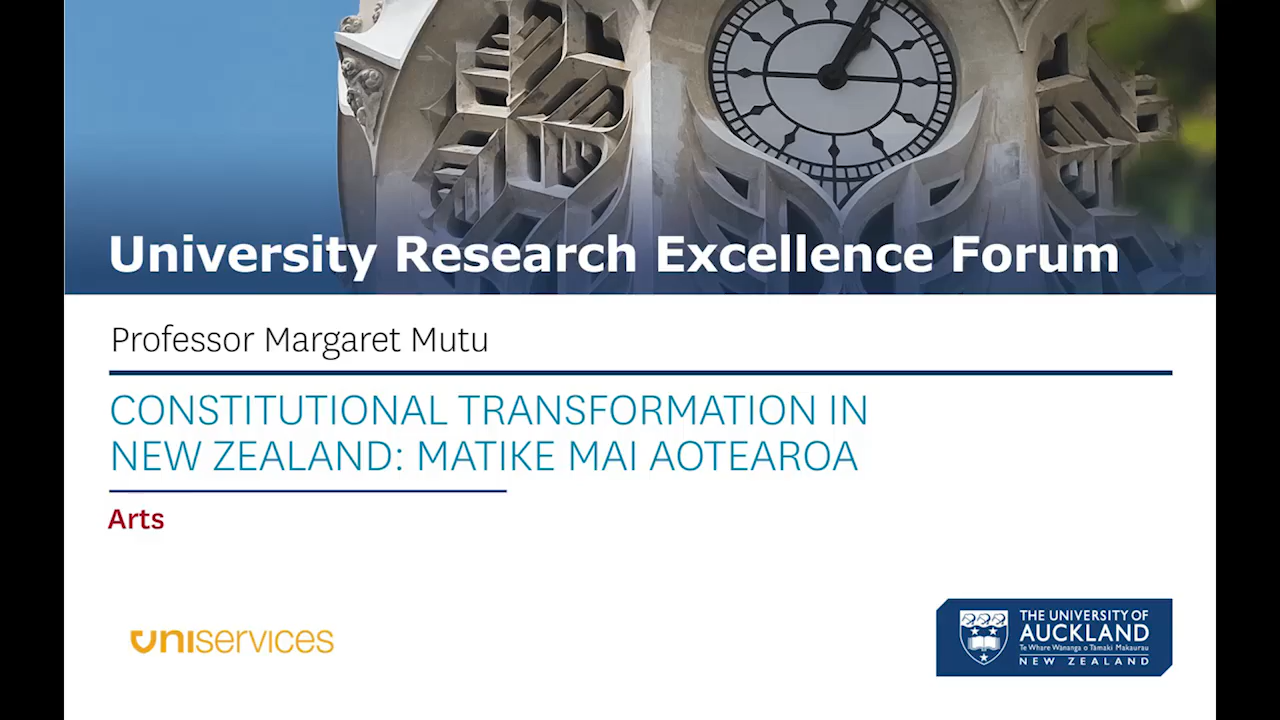 University Research Excellence Forum
Professor Margaret Mutu
CONSTITUTIONAL TRANSFORMATION IN
NEW ZEALAND: MATIKE MAI AOTEAROA
Arts
uniservices
THE UNIVERSITY OF
AUCKLAND
Te Whare Wānanga o Tāmaki Makaurau
NEW ZEALAND